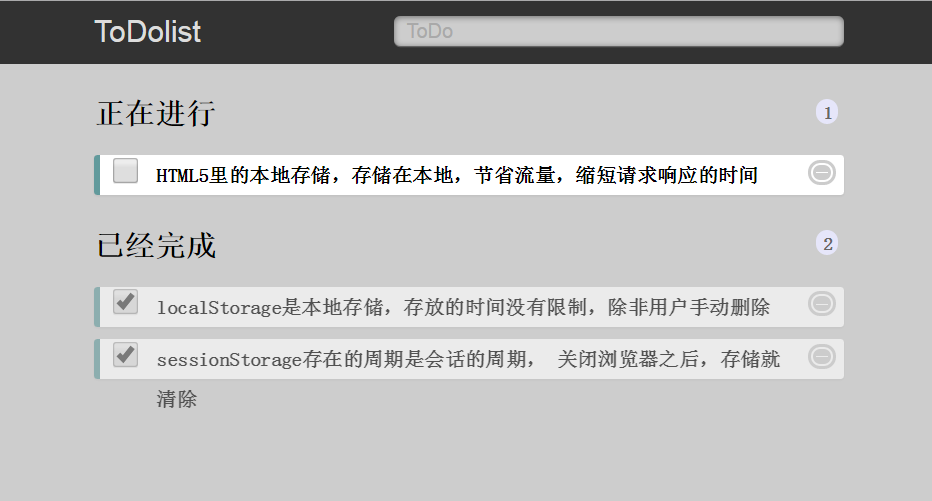 ToDolist
ToDo
正在进行
1
HTML5里的本地存储，存储在本地，节省流量，缩短请求响应的时间
已经完成
2
localStorage是本地存储，存放的时间没有限制，除非用户手动删除
sessionStorage存在的周期是会话的周期， 关闭浏览器之后，存储就
清除